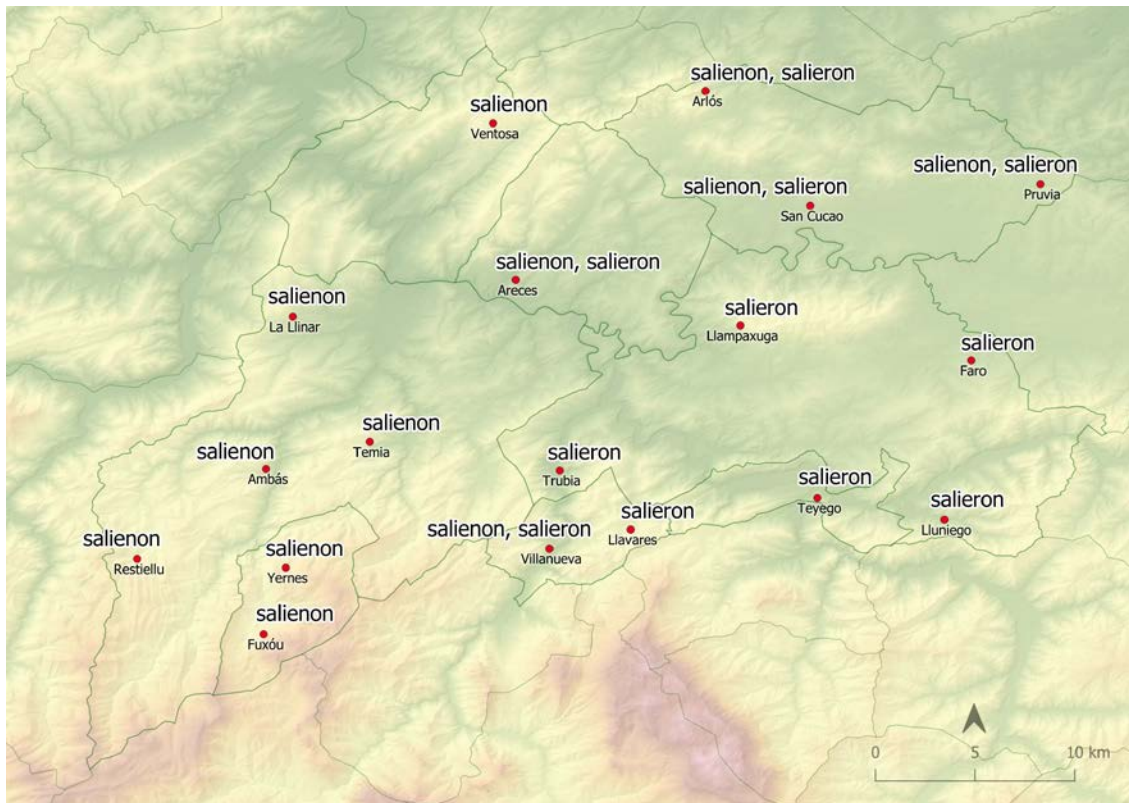 salienon, salieron
Arlós
salienon
Ventosa
salienon, salieron
Pruvia
salienon, salieron
San Cucao
salienon, salieron
Areces
salienon
La Llinar
salieron
Llampaxuga
salieron
Faro
salienon
Temia
salienon
Ambás
salieron
Trubia
salieron
Teyego
salieron
Lluniego
salieron
Llavares
salienon, salieron
Villanueva
salienon
Restiellu
salienon
Yernes
salienon
Fuxóu
0 5 10 km